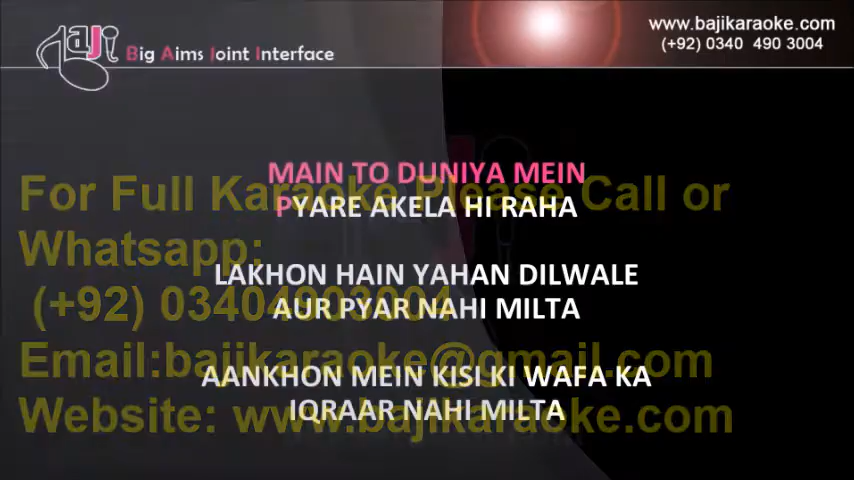 BaJi
Big Aims Joint Interface
www.bajikaraoke.com
(+92) 0340 490 3004
MAIN TO DUNIYA MEIN
PYARE AKELA HI RAHA
LAKHON HAIN YAHAN DILWALE
AUR PYAR NAHI MILTA
AANKHON MEIN KISI KI WAFA KA
IQRAAR NAHI MILTA
For Full Karaoke Please Call or
Whatsapp:
(+92) 03404903004
Email:bajikaraoke@gmail.com
Website: www.bajikaraoke.com